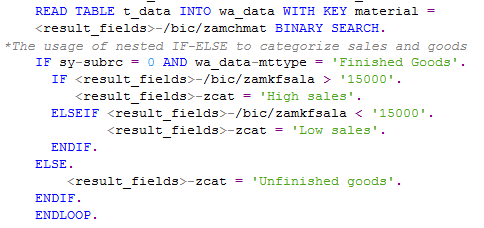 READ TABLE t_data INTO wa_data WITH KEY material =
<result_fields>-/bic/zamchmat BINARY SEARCH.
*The usage of nested IF-ELSE to categorize sales and goods
IF sy-subrc = 0 AND wa_data-mttype = 'Finished Goods'.
IF <result_fields>-/bic/zamkfsala > '15000'.
<result_fields>-zcat = 'High sales'.
ELSEIF <result_fields>-/bic/zamkfsala < '15000'.
<result_fields>-zcat = 'Low sales'.
ENDIF.
ELSE.
<result_fields>-zcat = 'Unfinished goods'.
ENDIF.
ENDLOOP.